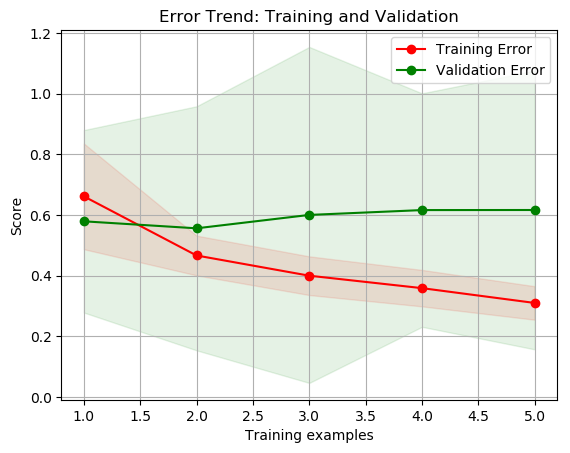 Error Trend: Training and Validation
1.2
1.0
0.8
0.6
0.4
0.2
0.0
Score
Training Error
Validation Error
1.0 1.5 2.0 2.5 3.0 3.5 4.0 4.5 5.0
Training examples